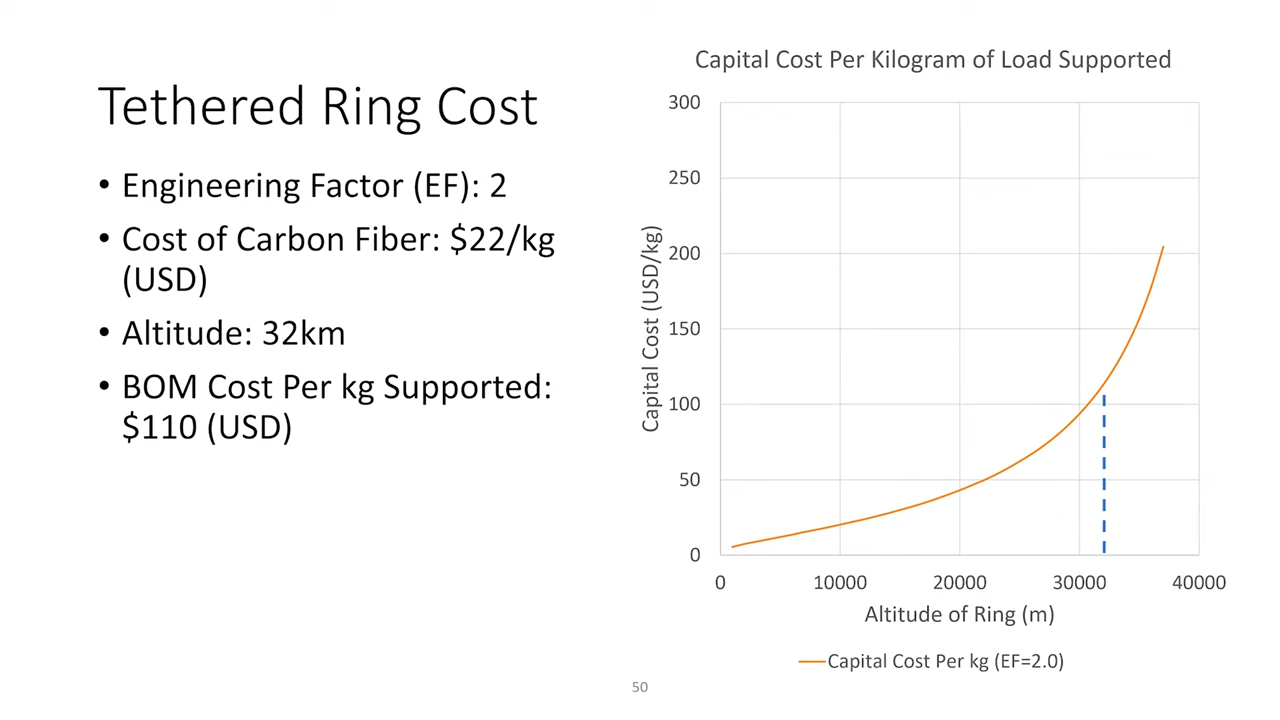 Tethered Ring Cost
• Engineering Factor (EF): 2
• Cost of Carbon Fiber: $22/kg
(USD)
• Altitude: 32km
• BOM Cost Per kg Supported:
$110 (USD)
Capital Cost Per Kilogram of Load Supported
Capital Cost (USD/kg)
300
250
200
150
100
50
0
0 10000 20000 30000 40000
Altitude of Ring (m)
Capital Cost Per kg (EF=2.0)
50